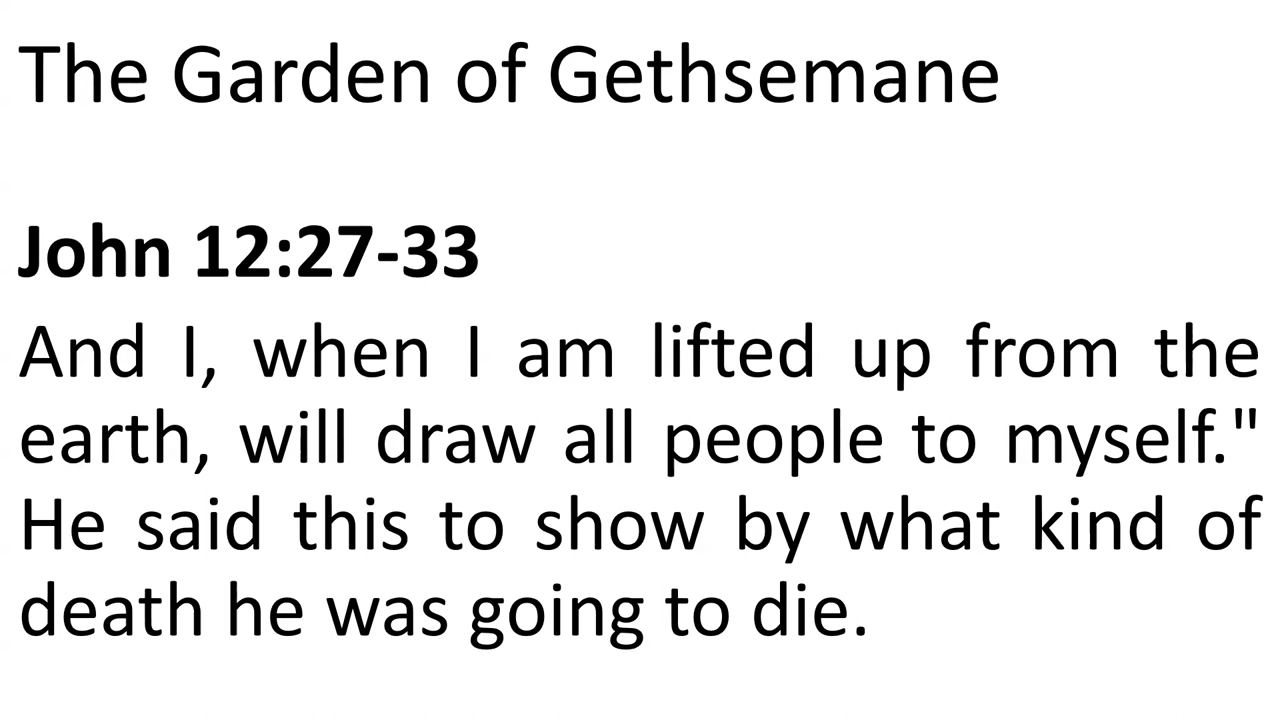 The Garden of Gethsemane
John 12:27-33
And I, when I am lifted up from the
earth, will draw all people to myself."
He said this to show by what kind of
death he was going to die.